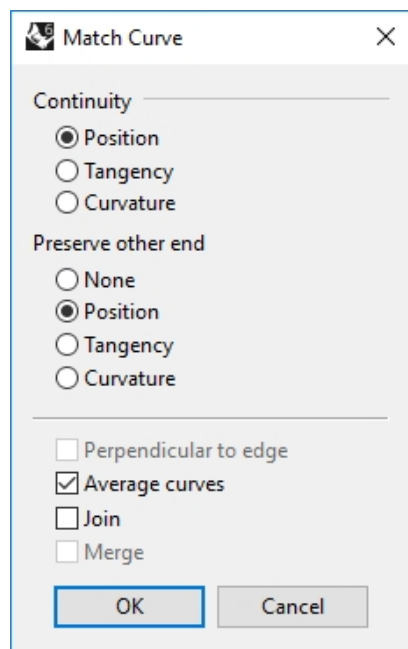 Match Curve
Continuity
Position
Tangency
Curvature
Preserve other end
None
Position
Tangency
Curvature
Perpendicular to edge
Average curves
Join
Merge
OK Cancel